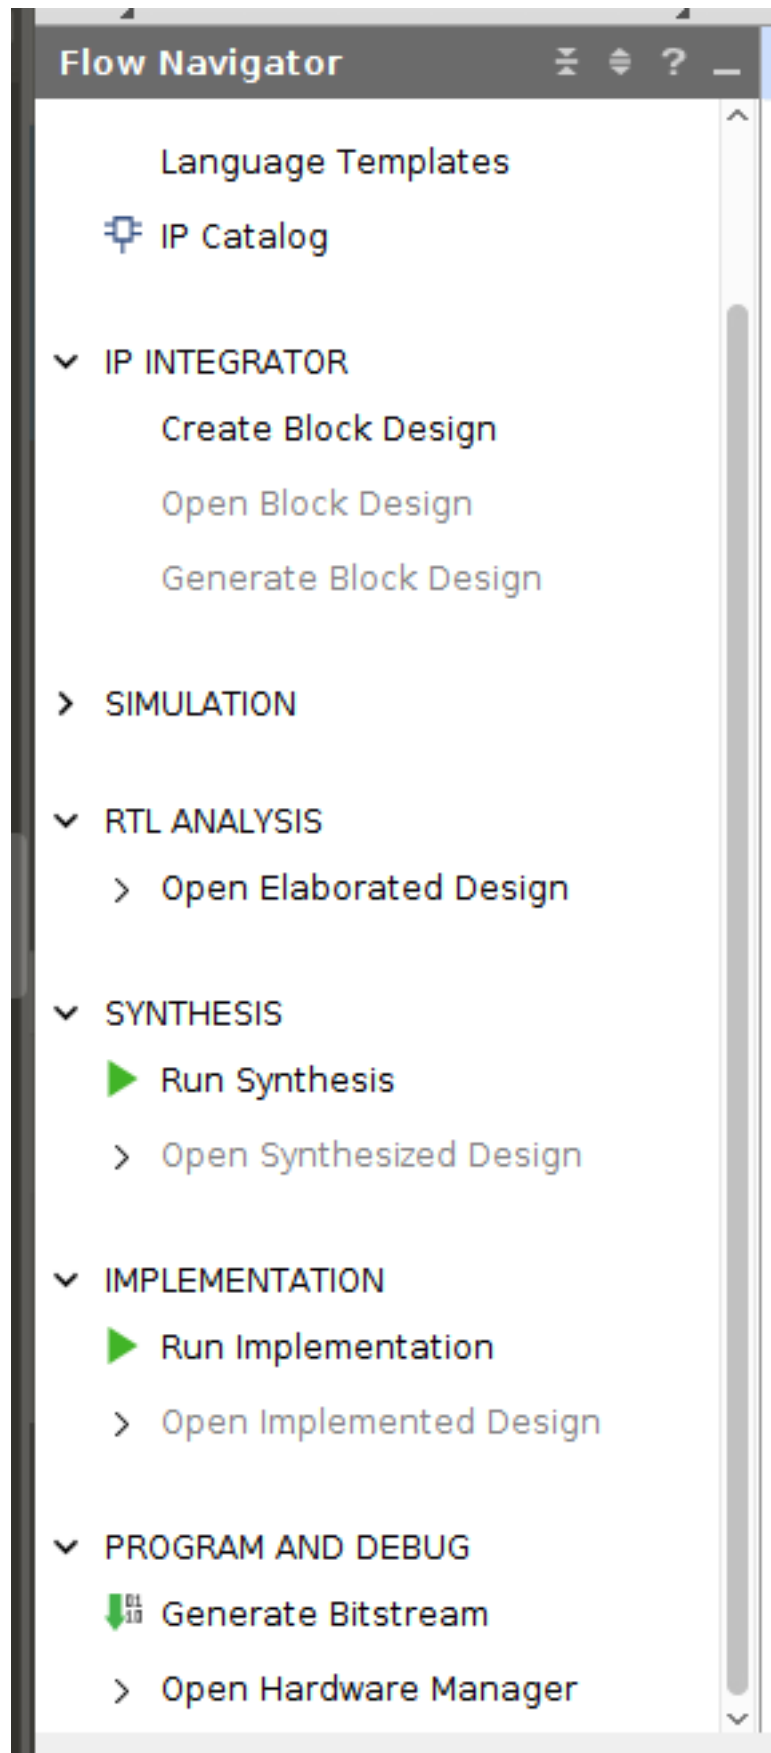 Flow Navigator ?
Language Templates
IP Catalog
IP INTEGRATOR
Create Block Design
Open Block Design
Generate Block Design
SIMULATION
RTL ANALYSIS
Open Elaborated Design
SYNTHESIS
Run Synthesis
Open Synthesized Design
IMPLEMENTATION
Run Implementation
Open Implemented Design
PROGRAM AND DEBUG
Generate Bitstream
Open Hardware Manager